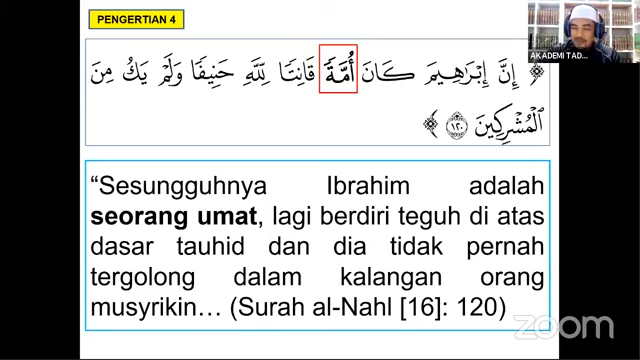 PENGERTIAN 4
AKADEMI TAD...
﴿ إِنَّ إِبْرَاهِيمَ كَانَ أُمَّةً قَانِتًا لِلَّهِ حَنِيفًا وَلَمْ يَكُ مِنَ
الْمُشْرِكِينَ ١٢٠ ﴾
“Sesungguhnya Ibrahim adalah
seorang umat, lagi berdiri teguh di atas
dasar tauhid dan dia tidak pernah
tergolong dalam kalangan orang
musyrikin… (Surah al-Nahl [16]: 120)
zoom